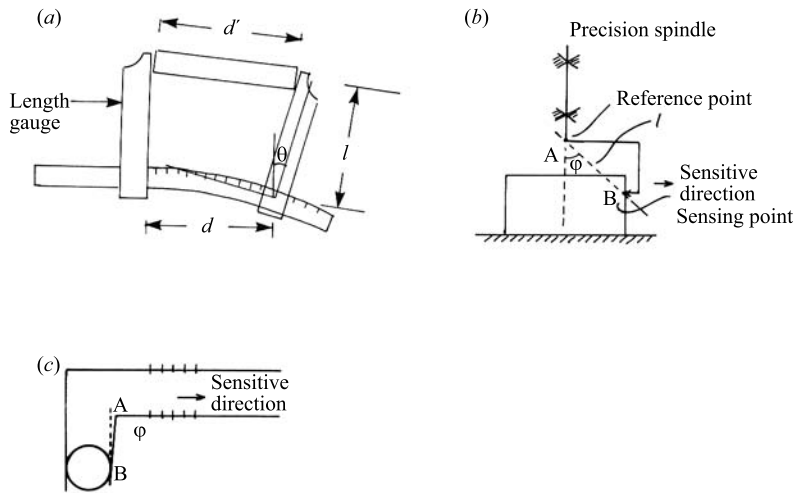 (a)
d′
Length
gauge
θ
l
d
(b)
Precision spindle
Reference point
l
A
φ
Sensitive
direction
B
Sensing point
(c)
Sensitive
direction
A
φ
B